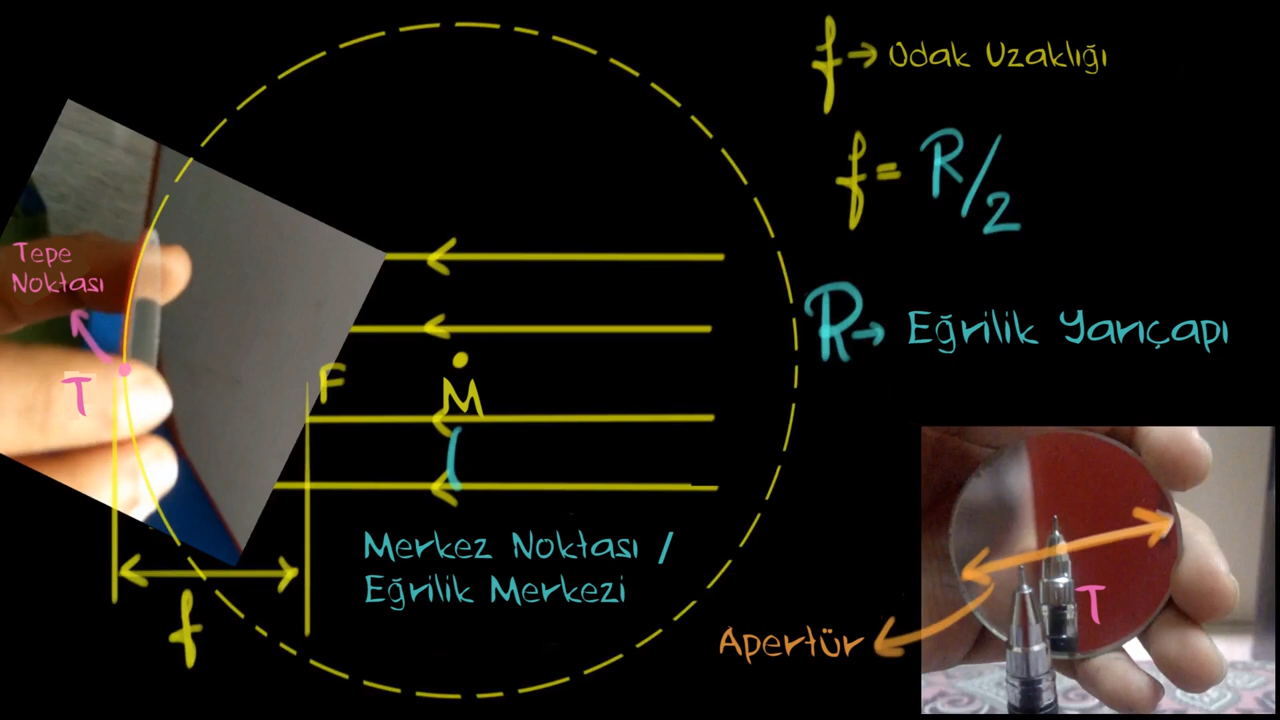 f → Odak Uzaklığı
f = R/2
R → Eğrilik Yarıçapı
Tepe
Noktası
T
F
M
Merkez Noktası /
Eğrilik Merkezi
f
Apertür
T